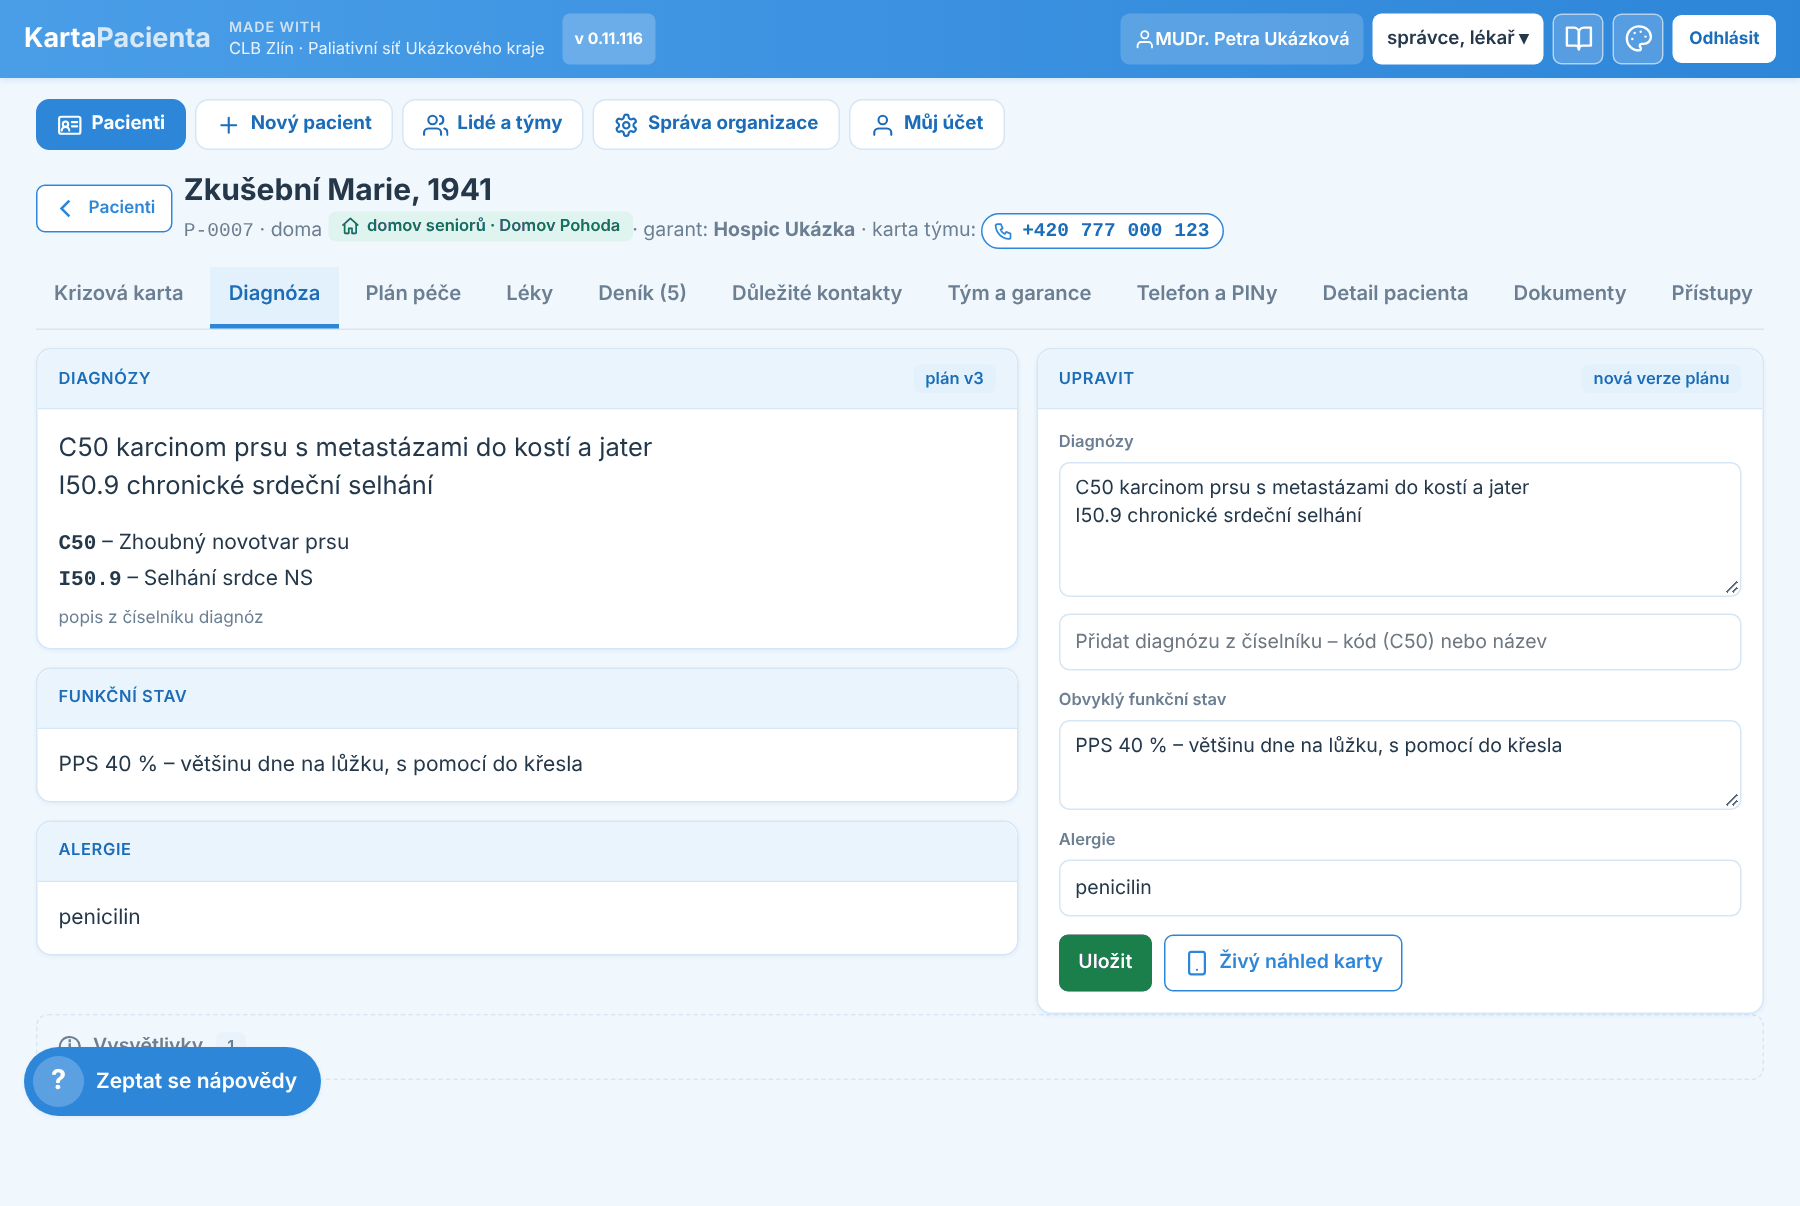 KartaPacienta
MADE WITH
CLB Zlín · Paliativní síť Ukázkového kraje
v 0.11.116
MUDr. Petra Ukázková
správce, lékař ▾
Odhlásit
Pacienti
Nový pacient
Lidé a týmy
Správa organizace
Můj účet
Pacienti
Zkušební Marie, 1941
P-0007 · doma domov seniorů · Domov Pohoda · garant: Hospic Ukázka · karta týmu: +420 777 000 123
Krizová karta
Diagnóza
Plán péče
Léky
Deník (5)
Důležité kontakty
Tým a garance
Telefon a PINy
Detail pacienta
Dokumenty
Přístupy
DIAGNÓZY
plán v3
C50 karcinom prsu s metastázami do kostí a jater
I50.9 chronické srdeční selhání
C50 – Zhoubný novotvar prsu
I50.9 – Selhání srdce NS
popis z číselníku diagnóz
FUNKČNÍ STAV
PPS 40 % – většinu dne na lůžku, s pomocí do křesla
ALERGIE
penicilin
UPRAVIT
nová verze plánu
Diagnózy
C50 karcinom prsu s metastázami do kostí a jater
I50.9 chronické srdeční selhání
Přidat diagnózu z číselníku – kód (C50) nebo název
Obvyklý funkční stav
PPS 40 % – většinu dne na lůžku, s pomocí do křesla
Alergie
penicilin
Uložit
Živý náhled karty
Vysvětlivky 1
? Zeptat se nápovědy